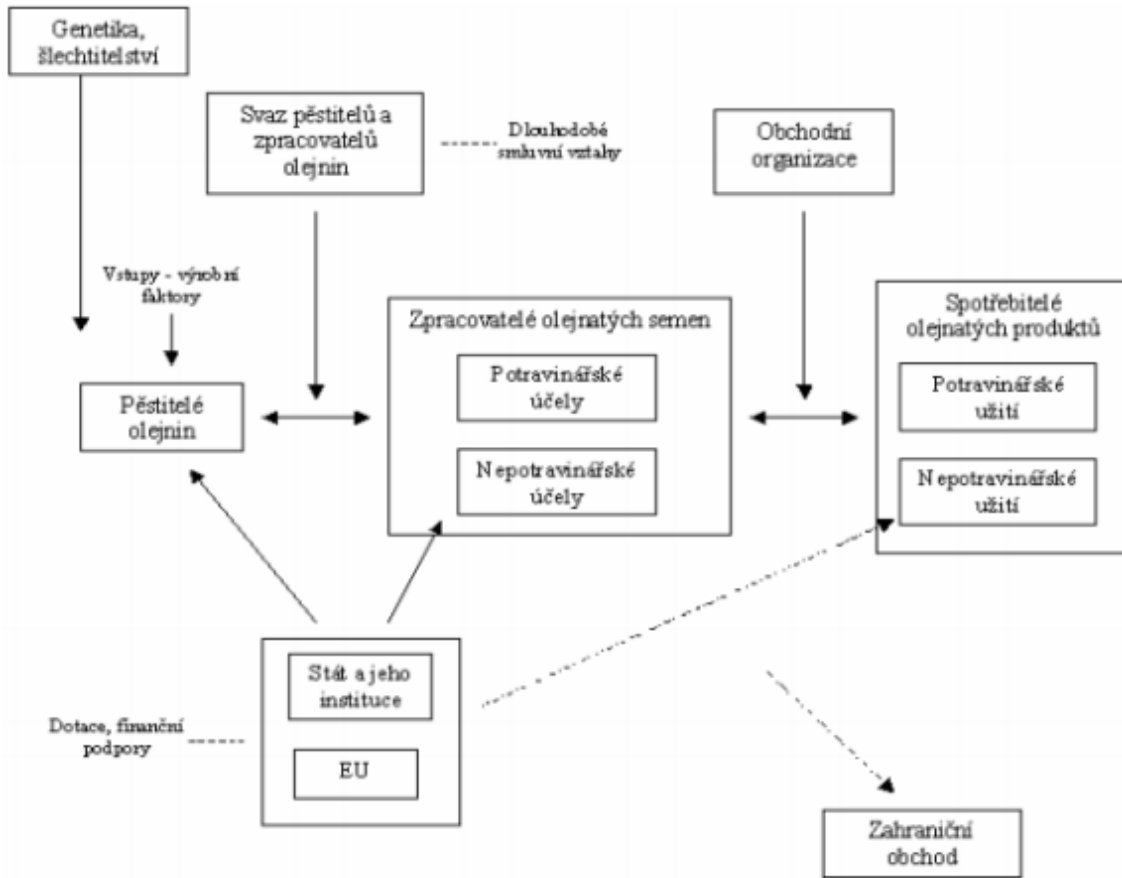 Genetika,
šlechtitelství
Svaz pěstitelů a
zpracovatelů
olejnin
Dlouhodobé
smluvní vztahy
Obchodní
organizace
Vstupy - výrobní
faktory
Zpracovatelé olejnatých semen
Potravinářské
účely
Nepotravinářské
účely
Spotřebitelé
olejnatých produktů
Potravinářské
užití
Nepotravinářské
užití
Pěstitelé
olejnin
Stát a jeho
instituce
EU
Dotace, finanční
podpory
Zahraniční
obchod